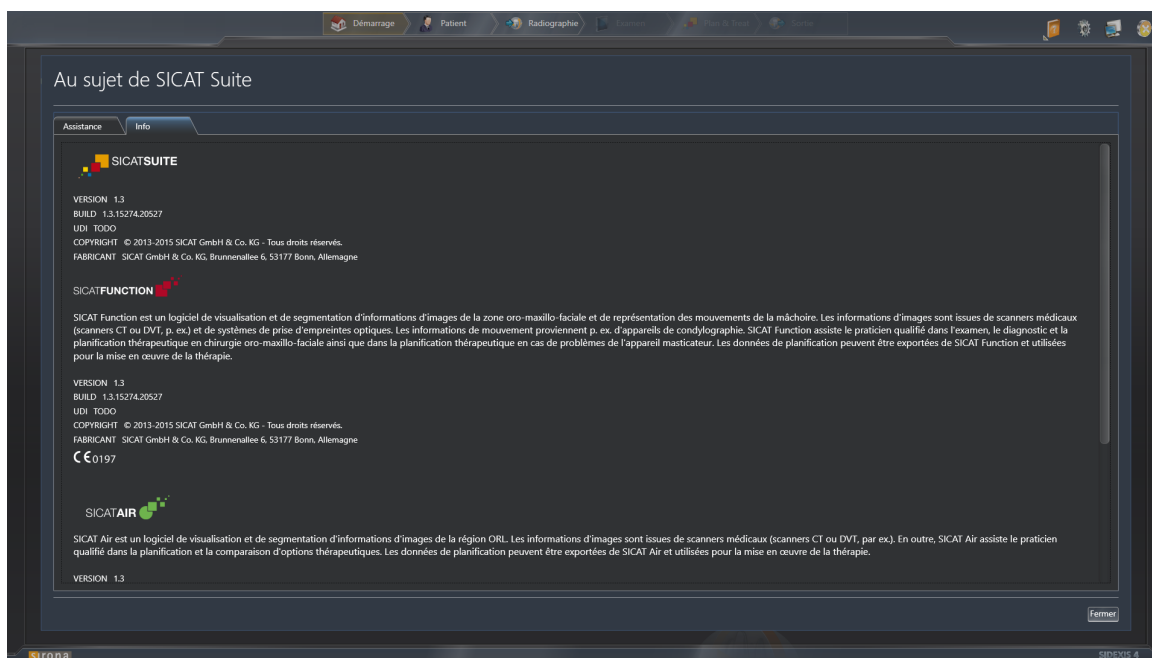 Démarrage
Patient
Radiographie
Examen
Plan & Treat
Sortie
Au sujet de SICAT Suite
Assistance
Info
SICATSUITE
VERSION 1.3
BUILD 1.3.15274.20527
UDI TODO
COPYRIGHT © 2013-2015 SICAT GmbH & Co. KG - Tous droits réservés.
FABRICANT SICAT GmbH & Co. KG, Brunnenallee 6, 53177 Bonn, Allemagne
SICATFUNCTION
SICAT Function est un logiciel de visualisation et de segmentation d'informations d'images de la zone oro-maxillo-faciale et de représentation des mouvements de la mâchoire. Les informations d'images sont issues de scanners médicaux
(scanners CT ou DVT, p. ex.) et de systèmes de prise d'empreintes optiques. Les informations de mouvement proviennent p. ex. d'appareils de condylographie. SICAT Function assiste le praticien qualifié dans l'examen, le diagnostic et la
planification thérapeutique en chirurgie oro-maxillo-faciale ainsi que dans la planification thérapeutique en cas de problèmes de l'appareil masticateur. Les données de planification peuvent être exportées de SICAT Function et utilisées
pour la mise en œuvre de la thérapie.
VERSION 1.3
BUILD 1.3.15274.20527
UDI TODO
COPYRIGHT © 2013-2015 SICAT GmbH & Co. KG - Tous droits réservés.
FABRICANT SICAT GmbH & Co. KG, Brunnenallee 6, 53177 Bonn, Allemagne
CE0197
SICATAIR
SICAT Air est un logiciel de visualisation et de segmentation d'informations d'images de la région ORL. Les informations d'images sont issues de scanners médicaux (scanners CT ou DVT, par ex.). En outre, SICAT Air assiste le praticien
qualifié dans la planification et la comparaison d'options thérapeutiques. Les données de planification peuvent être exportées de SICAT Air et utilisées pour la mise en œuvre de la thérapie.
VERSION 1.3
Fermer
sirona
SIDEXIS 4